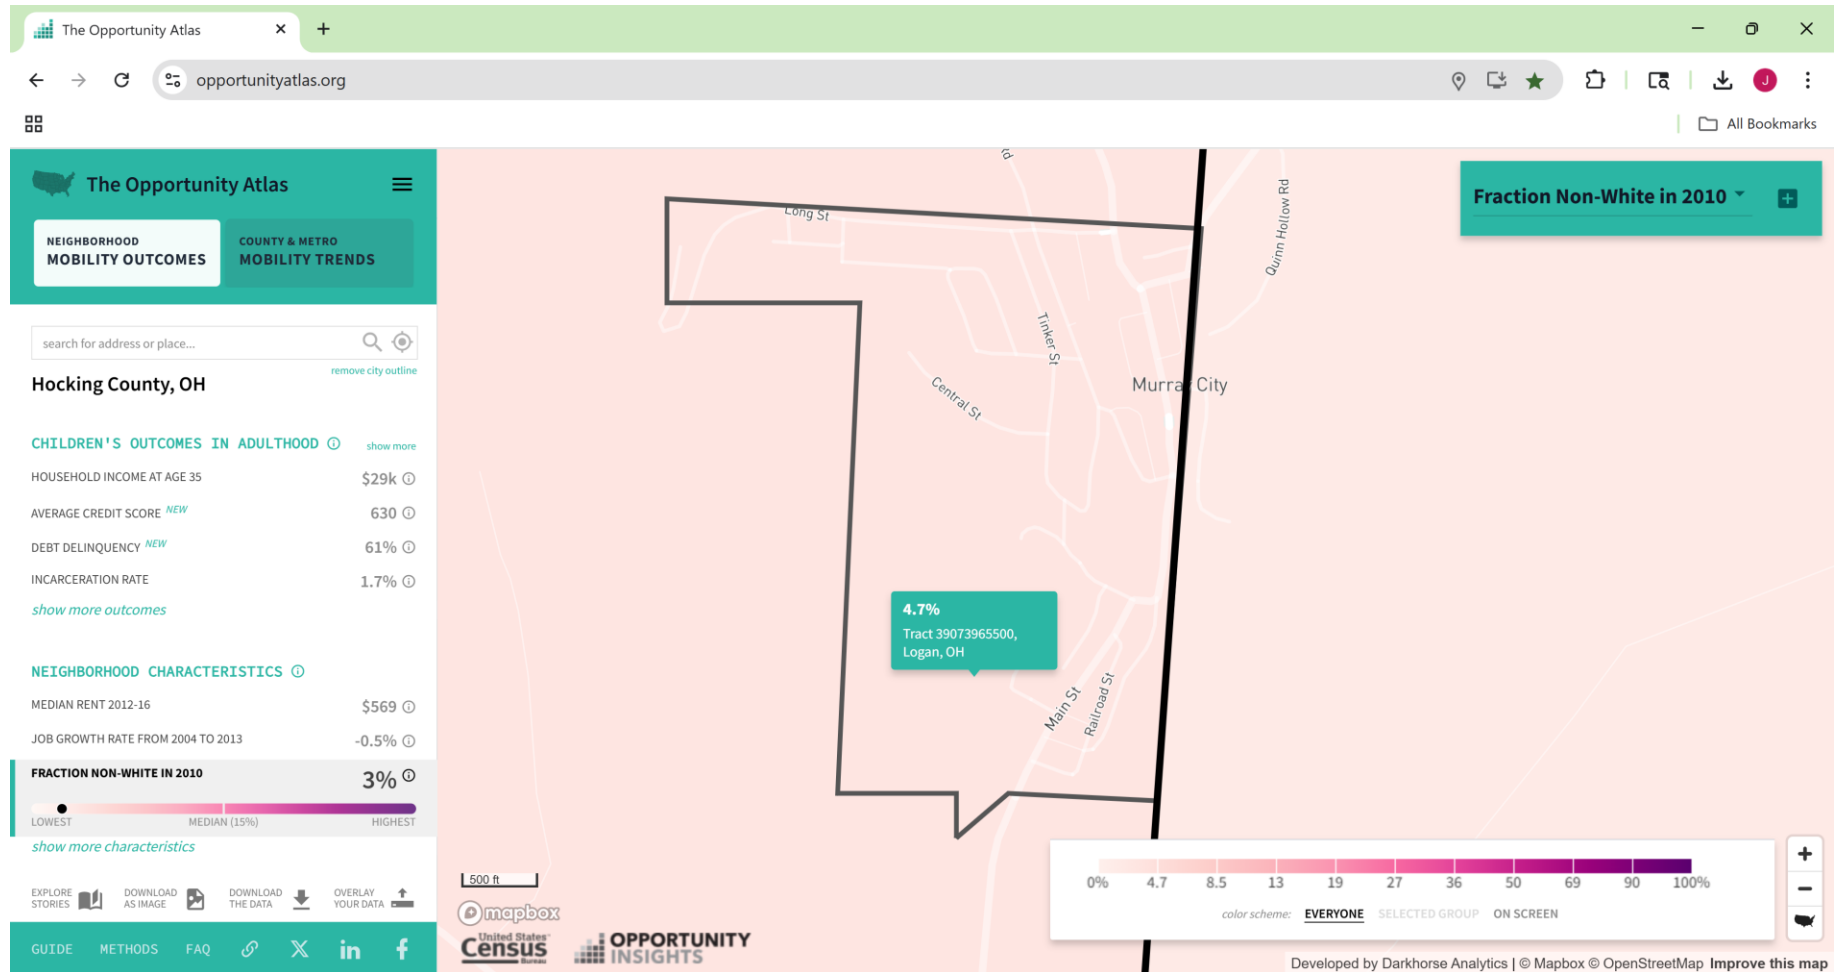 The Opportunity Atlas
opportunityatlas.org
J
All Bookmarks
The Opportunity Atlas
NEIGHBORHOOD
MOBILITY OUTCOMES
COUNTY & METRO
MOBILITY TRENDS
search for address or place...
remove city outline
Hocking County, OH
CHILDREN'S OUTCOMES IN ADULTHOOD
show more
HOUSEHOLD INCOME AT AGE 35 $29k
AVERAGE CREDIT SCORE NEW 630
DEBT DELINQUENCY NEW 61%
INCARCERATION RATE 1.7%
show more outcomes
NEIGHBORHOOD CHARACTERISTICS
MEDIAN RENT 2012-16 $569
JOB GROWTH RATE FROM 2004 TO 2013 -0.5%
FRACTION NON-WHITE IN 2010 3%
LOWEST MEDIAN (15%) HIGHEST
show more characteristics
EXPLORE
STORIES
DOWNLOAD
AS IMAGE
DOWNLOAD
THE DATA
OVERLAY
YOUR DATA
GUIDE METHODS FAQ
Fraction Non-White in 2010
Rd
Long St
Quinn Hollow Rd
Tinker St
Central St
Murray City
4.7%
Tract 39073965500,
Logan, OH
Main St
Railroad St
500 ft
mapbox
United States™
Census
Bureau
OPPORTUNITY
INSIGHTS
0% 4.7 8.5 13 19 27 36 50 69 90 100%
color scheme: EVERYONE SELECTED GROUP ON SCREEN
Developed by Darkhorse Analytics | © Mapbox © OpenStreetMap Improve this map